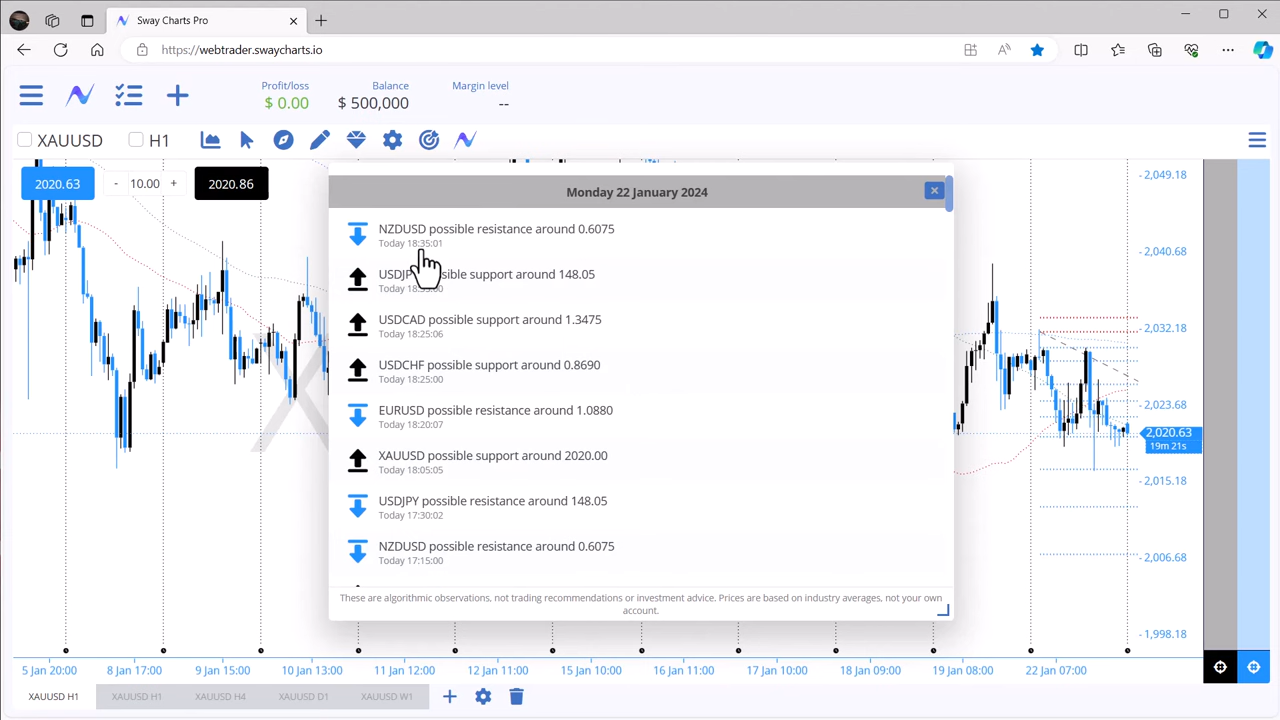 Sway Charts Pro
https://webtrader.swaycharts.io
Profit/loss Balance Margin level
$ 0.00 $ 500,000 --
XAUUSD H1
2020.63 - 10.00 + 2020.86
2,049.18
2,040.68
2,032.18
2,023.68
2,020.63
19m 21s
2,015.18
2,006.68
1,998.18
Monday 22 January 2024
NZDUSD possible resistance around 0.6075
Today 18:35:01
support around 148.05
Today
USDCAD possible support around 1.3475
Today 18:25:06
USDCHF possible support around 0.8690
Today 18:25:00
EURUSD possible resistance around 1.0880
Today 18:20:07
XAUUSD possible support around 2020.00
Today 18:05:05
USDJPY possible resistance around 148.05
Today 17:30:02
NZDUSD possible resistance around 0.6075
Today 17:15:00
These are algorithmic observations, not trading recommendations or investment advice. Prices are based on industry averages, not your own
account.
5 Jan 20:00 8 Jan 17:00 9 Jan 15:00 10 Jan 13:00 11 Jan 12:00 12 Jan 11:00 15 Jan 10:00 16 Jan 11:00 17 Jan 10:00 18 Jan 09:00 19 Jan 08:00 22 Jan 07:00
XAUUSD H1 XAUUSD H1 XAUUSD H4 XAUUSD D1 XAUUSD W1